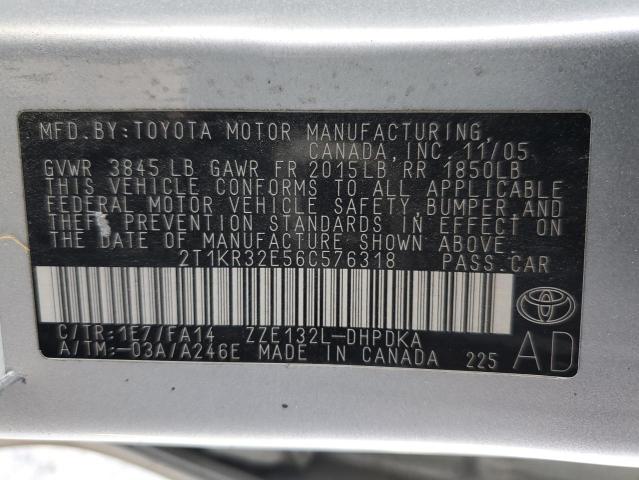 MFD. BY: TOYOTA MOTOR MANUFACTURING,
CANADA, INC. 11/05
GVWR 3845 LB GAWR FR 2015LB RR 1850LB
THIS VEHICLE CONFORMS TO ALL APPLICABLE
FEDERAL MOTOR VEHICLE SAFETY, BUMPER, AND
THEFT PREVENTION STANDARDS IN EFFECT ON
THE DATE OF MANUFACTURE SHOWN ABOVE.
2T1KR32E56C576318 PASS. CAR
C/TR: 1E7/FA14 ZZE132L-DHPDKA
A/TM: -03A/A246E MADE IN CANADA 225
AD